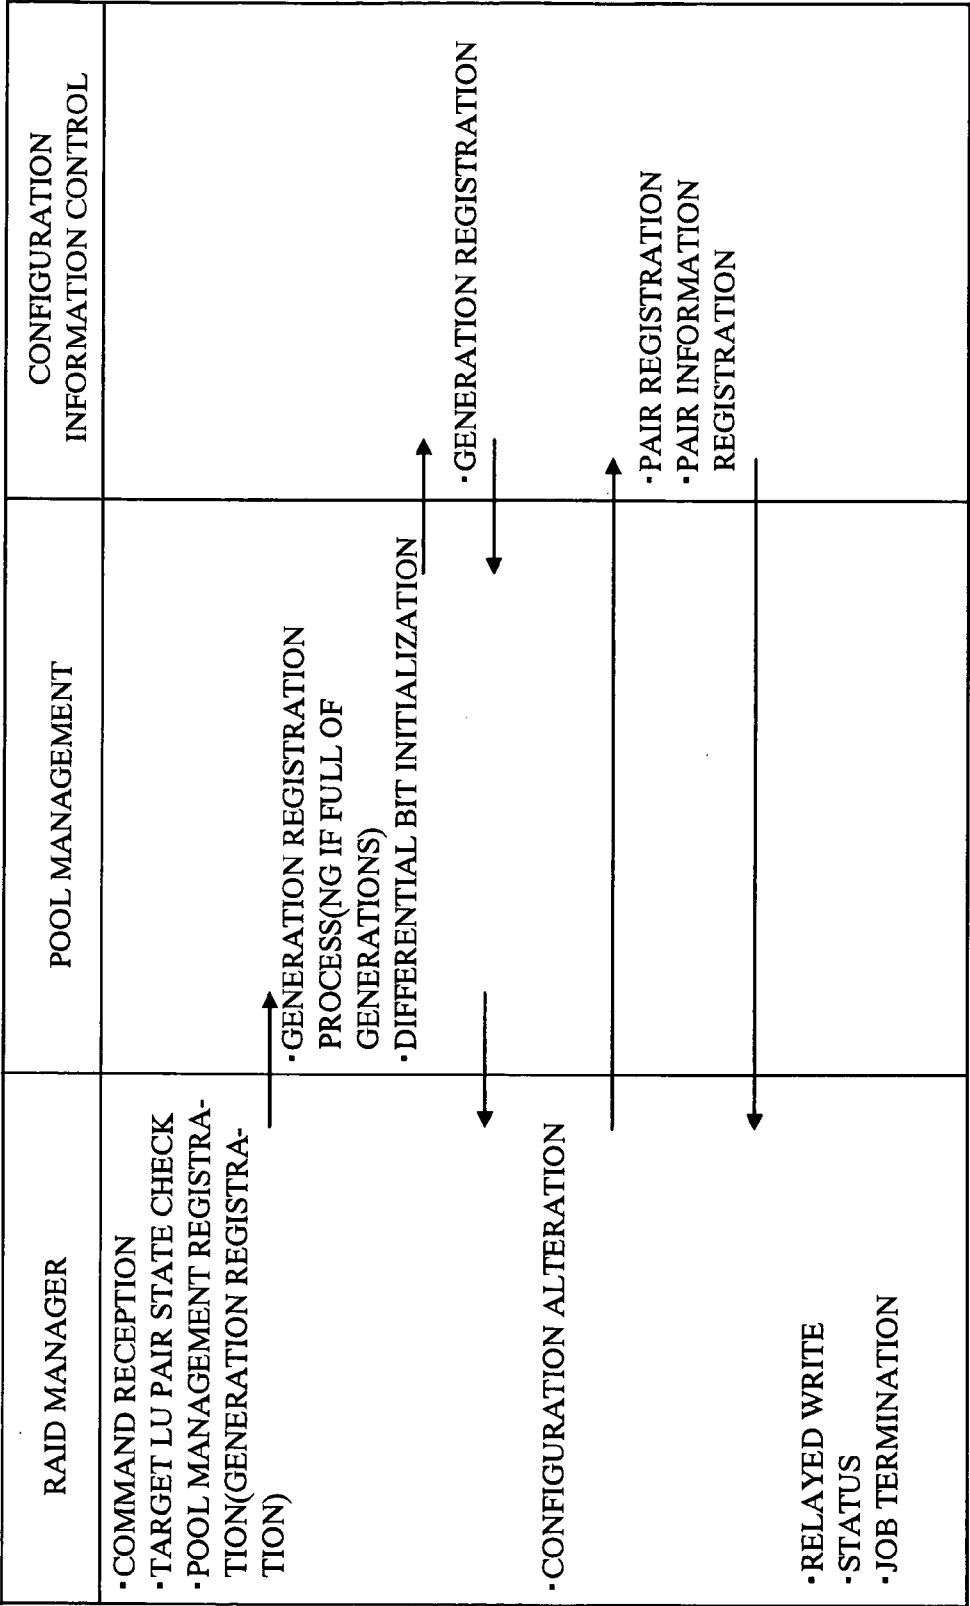 RAID MANAGER
POOL MANAGEMENT
CONFIGURATION
INFORMATION CONTROL
·COMMAND RECEPTION
·TARGET LU PAIR STATE CHECK
·POOL MANAGEMENT REGISTRA-
TION(GENERATION REGISTRA-
TION)
·GENERATION REGISTRATION
PROCESS(NG IF FULL OF
GENERATIONS)
·DIFFERENTIAL BIT INITIALIZATION
·GENERATION REGISTRATION
·CONFIGURATION ALTERATION
·PAIR REGISTRATION
·PAIR INFORMATION
REGISTRATION
·RELAYED WRITE
·STATUS
·JOB TERMINATION